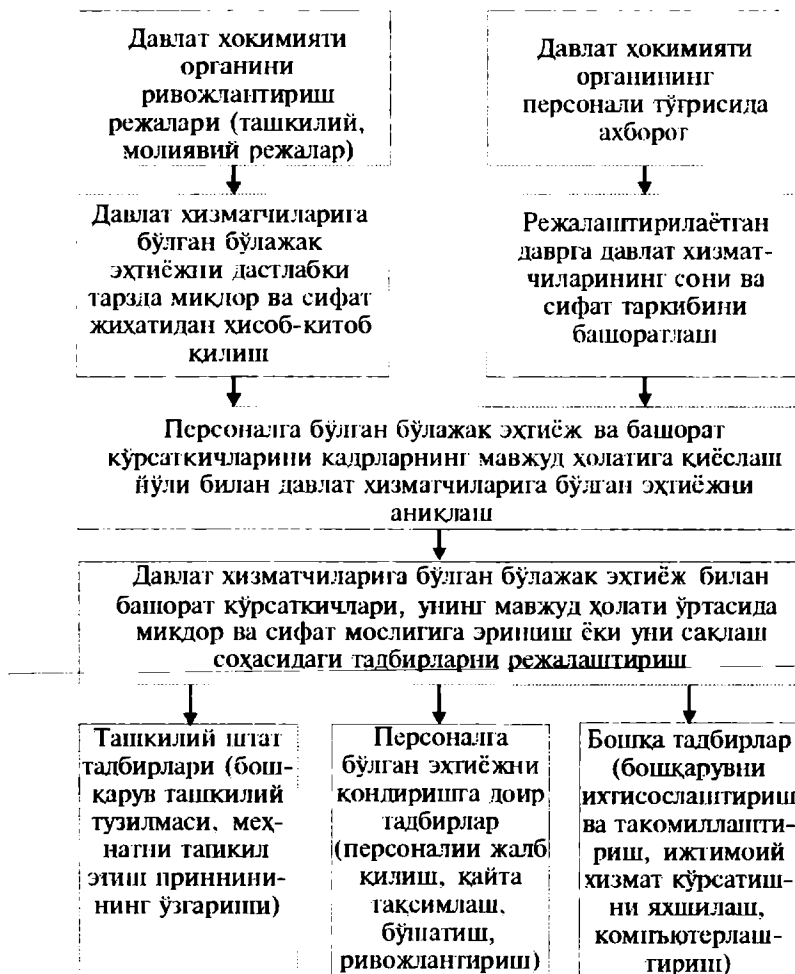 Давлат ҳокимияти
органини
ривожлантириш
режалари (ташкилий,
молиявий режалар)
Давлат ҳокимияти
органининг
персонали тўғрисида
ахборот
Давлат хизматчиларига
бўлган бўлажак
эҳтиёжни дастлабки
тарзда миқдор ва сифат
жиҳатидан ҳисоб-китоб
қилиш
Режалаштирилаётган
даврга давлат хизмат-
чиларининг сони ва
сифат таркибини
башоратлаш
Персоналга бўлган бўлажак эҳтиёж ва башорат
кўрсаткичларини кадрларнинг мавжуд ҳолатига қиёслаш
йўли билан давлат хизматчиларига бўлган эҳтиёжни
аниқлаш
Давлат хизматчиларига бўлган бўлажак эҳтиёж билан
башорат кўрсаткичлари, унинг мавжуд ҳолати ўртасида
миқдор ва сифат мослигига эришиш ёки уни сақлаш
соҳасидаги тадбирларни режалаштириш
Ташкилий штат
тадбирлари (бош-
қарув ташкилий
тузилмаси, меҳ-
натни ташкил
этиш приннини-
нинг ўзгариши)
Персоналга
бўлган эҳтиёжни
қондиришга доир
тадбирлар
(персонални жалб
қилиш, қайта
тақсимлаш,
бўшатиш,
ривожлантириш)
Бошқа тадбирлар
(бошқарувни
ихтисослаштириш
ва такомиллашти-
риш, ижтимоий
хизмат кўрсатиш-
ни яхшилаш,
компьютерлаш-
тириш)